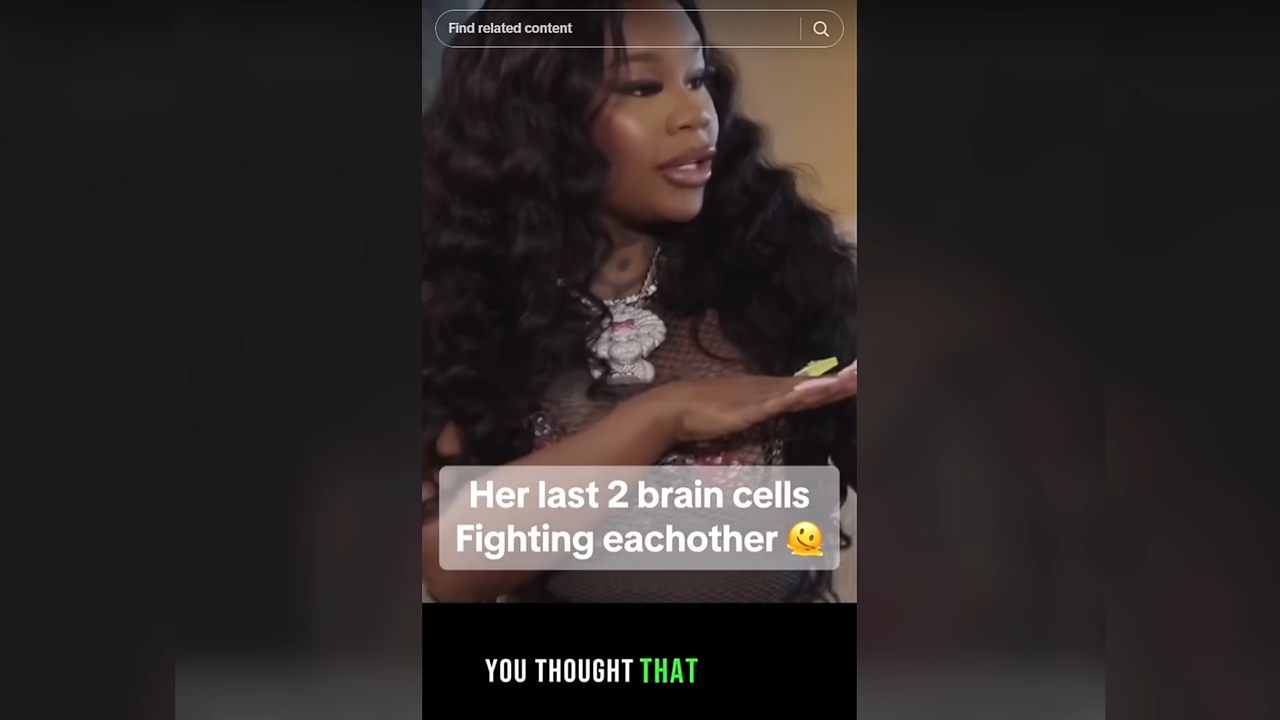 Find related content
Her last 2 brain cells
Fighting eachother 🫠
YOU THOUGHT THAT